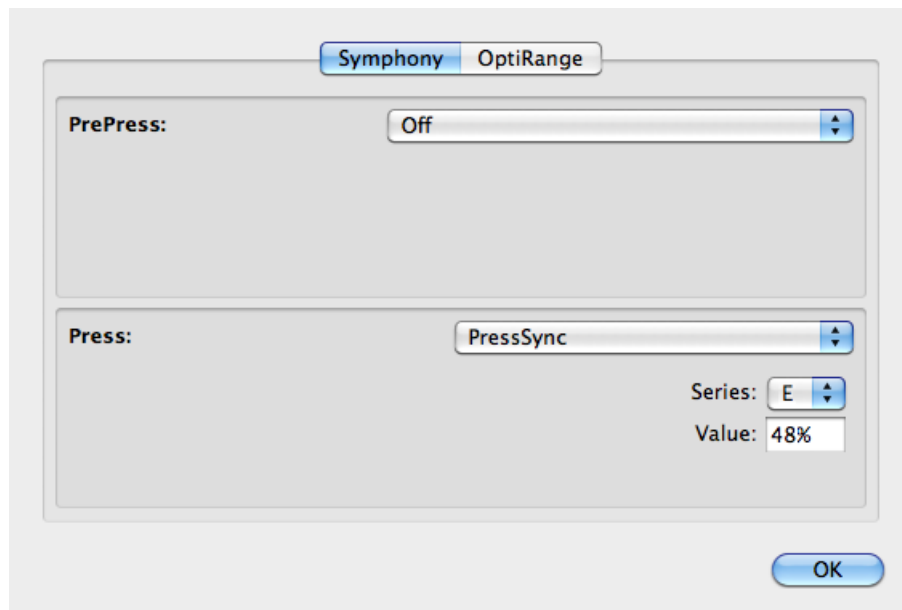 Symphony OptiRange
PrePress: Off
Press: PressSync
Series: E
Value: 48%
OK